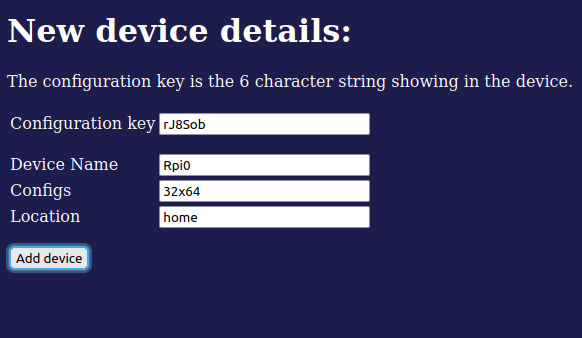 New device details:
The configuration key is the 6 character string showing in the device.
Configuration key rJ8Sob
Device Name Rpi0
Configs 32x64
Location home
Add device